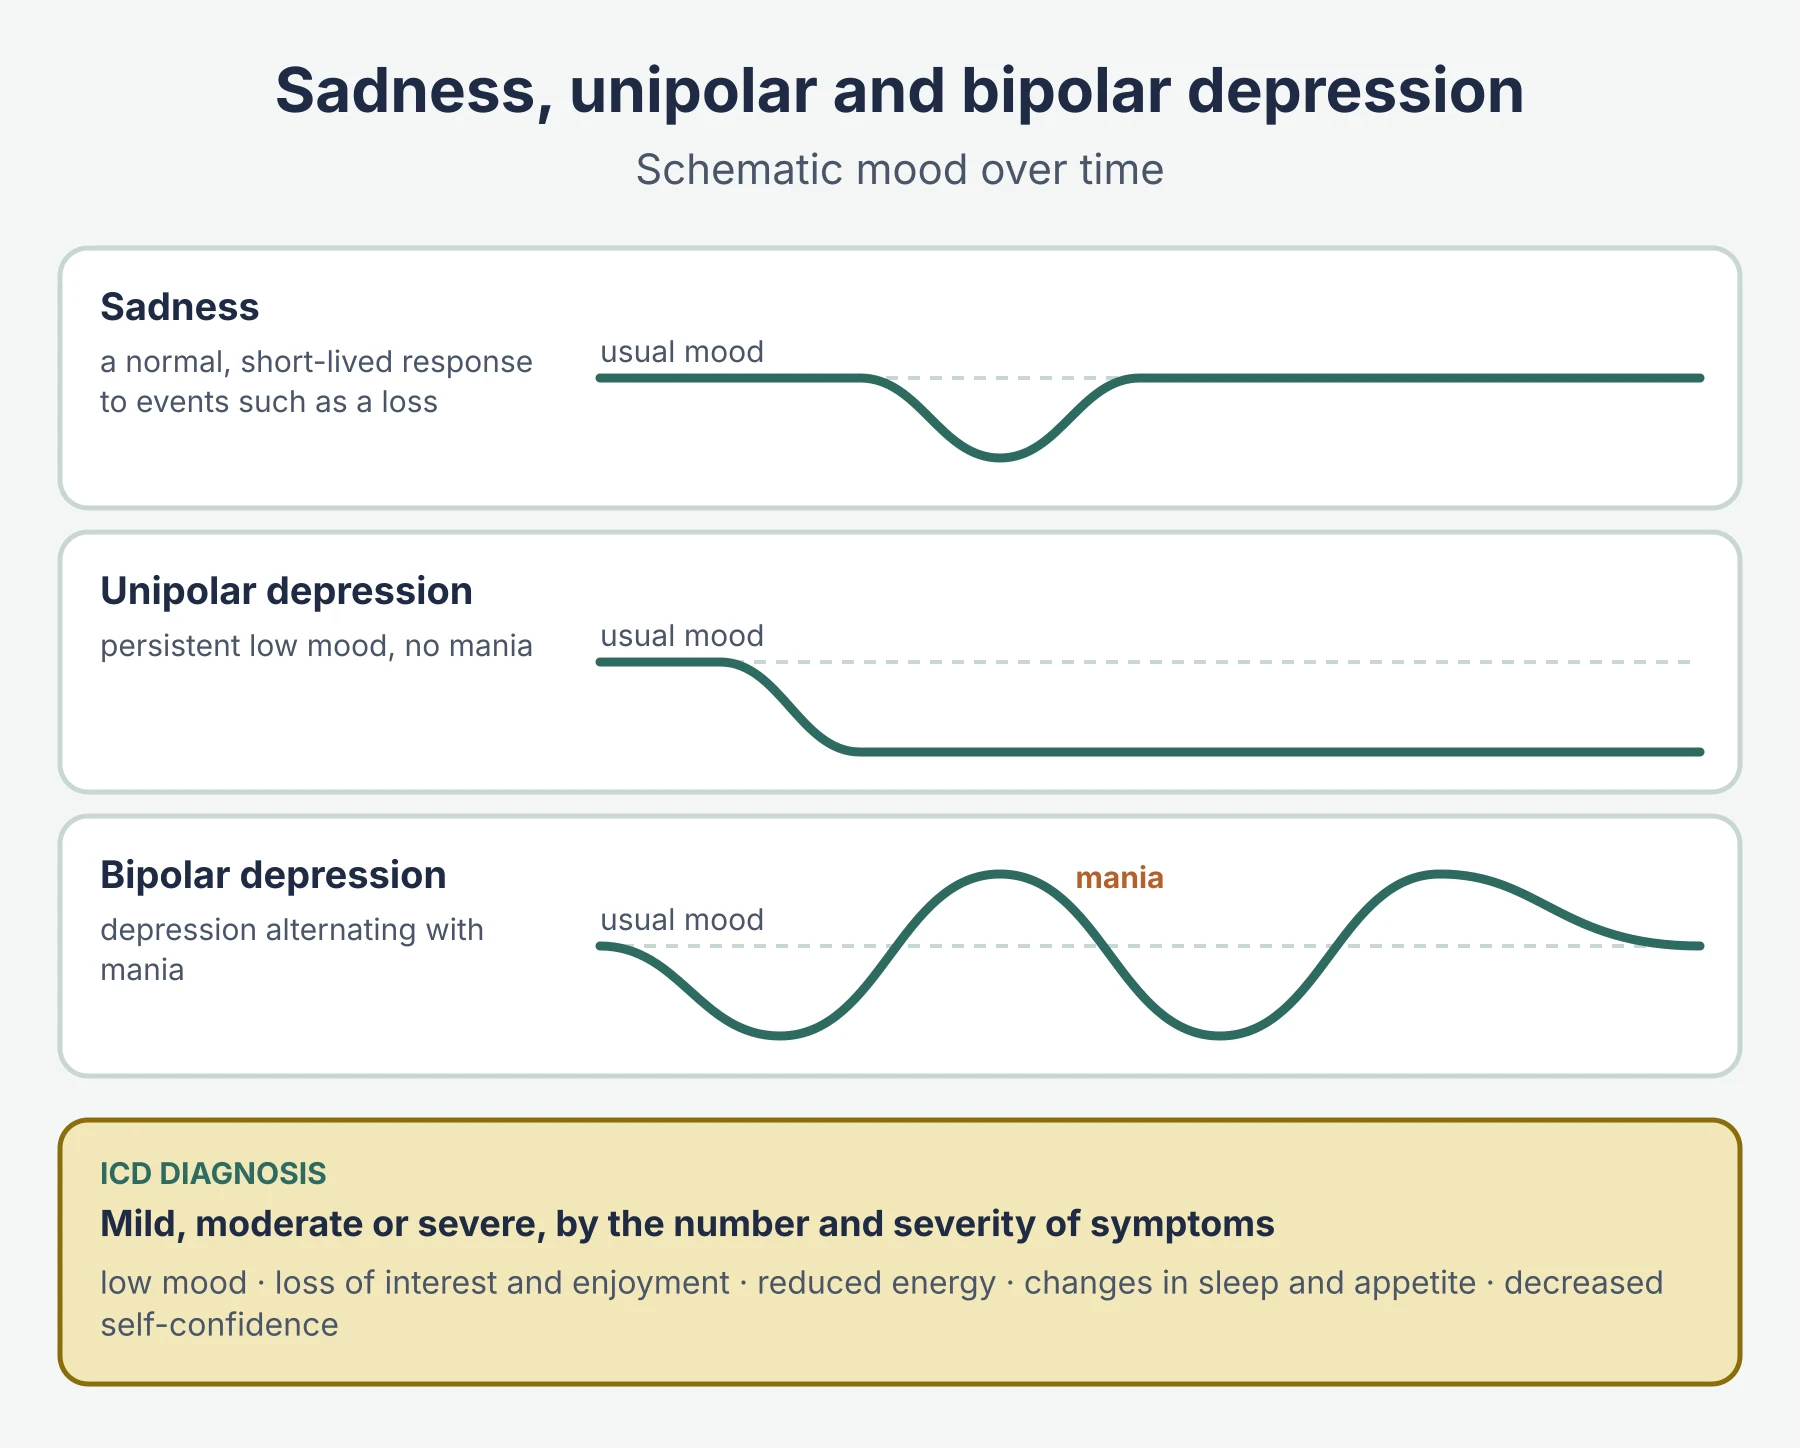 Sadness, unipolar and bipolar depression
Schematic mood over time
Sadness
a normal, short-lived response
to events such as a loss
usual mood
Unipolar depression
persistent low mood, no mania
usual mood
Bipolar depression
depression alternating with
mania
usual mood
mania
ICD DIAGNOSIS
Mild, moderate or severe, by the number and severity of symptoms
low mood · loss of interest and enjoyment · reduced energy · changes in sleep and appetite · decreased
self-confidence